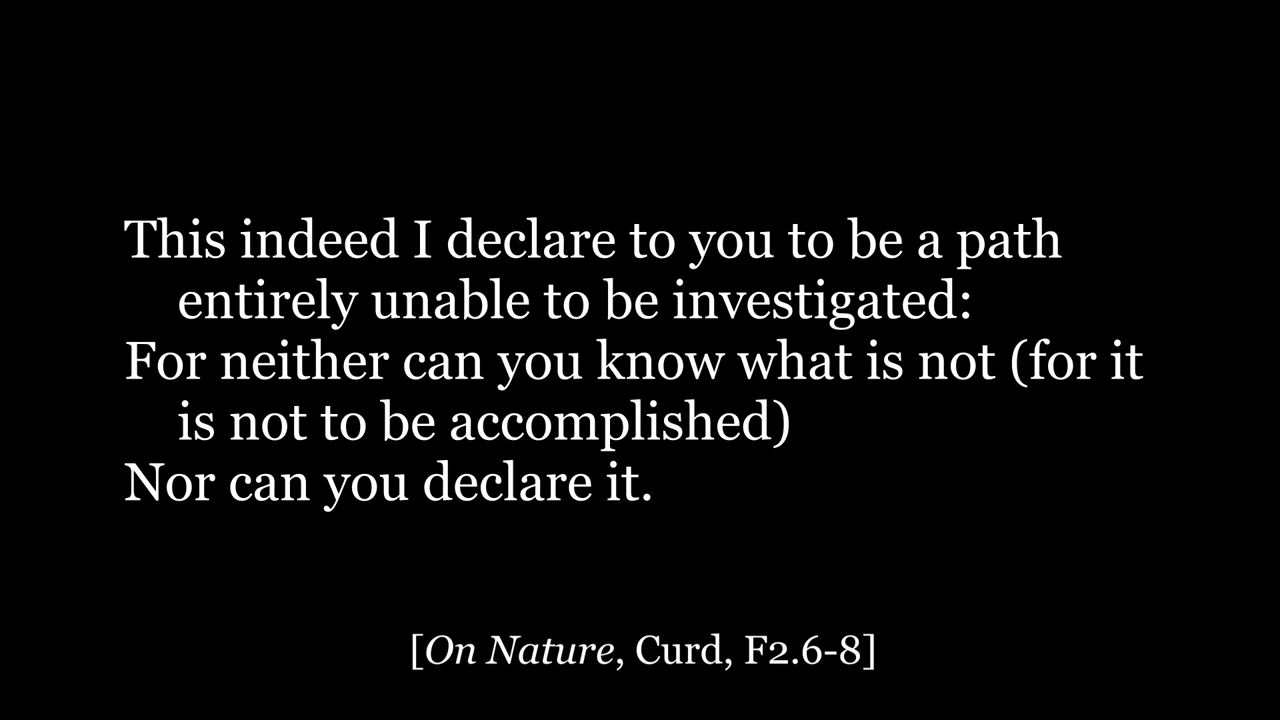 This indeed I declare to you to be a path
entirely unable to be investigated:
For neither can you know what is not (for it
is not to be accomplished)
Nor can you declare it.
[On Nature, Curd, F2.6-8]